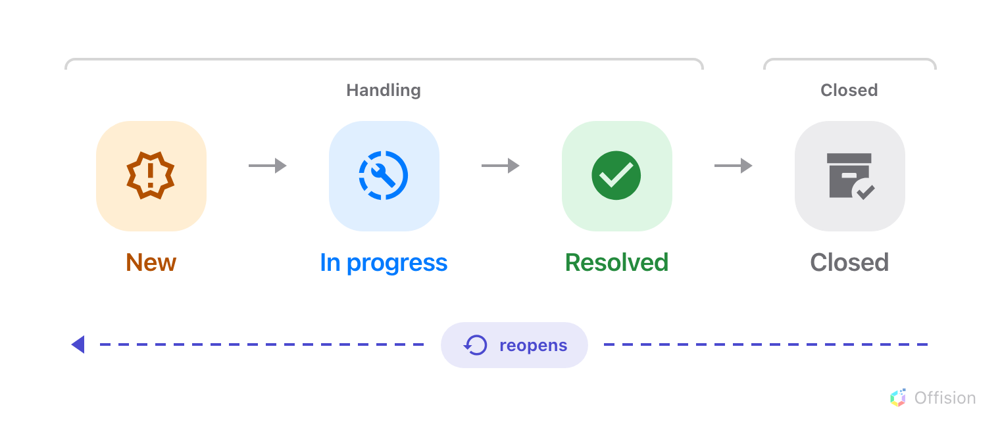 Handling
Closed
New
In progress
Resolved
Closed
reopens
Offision